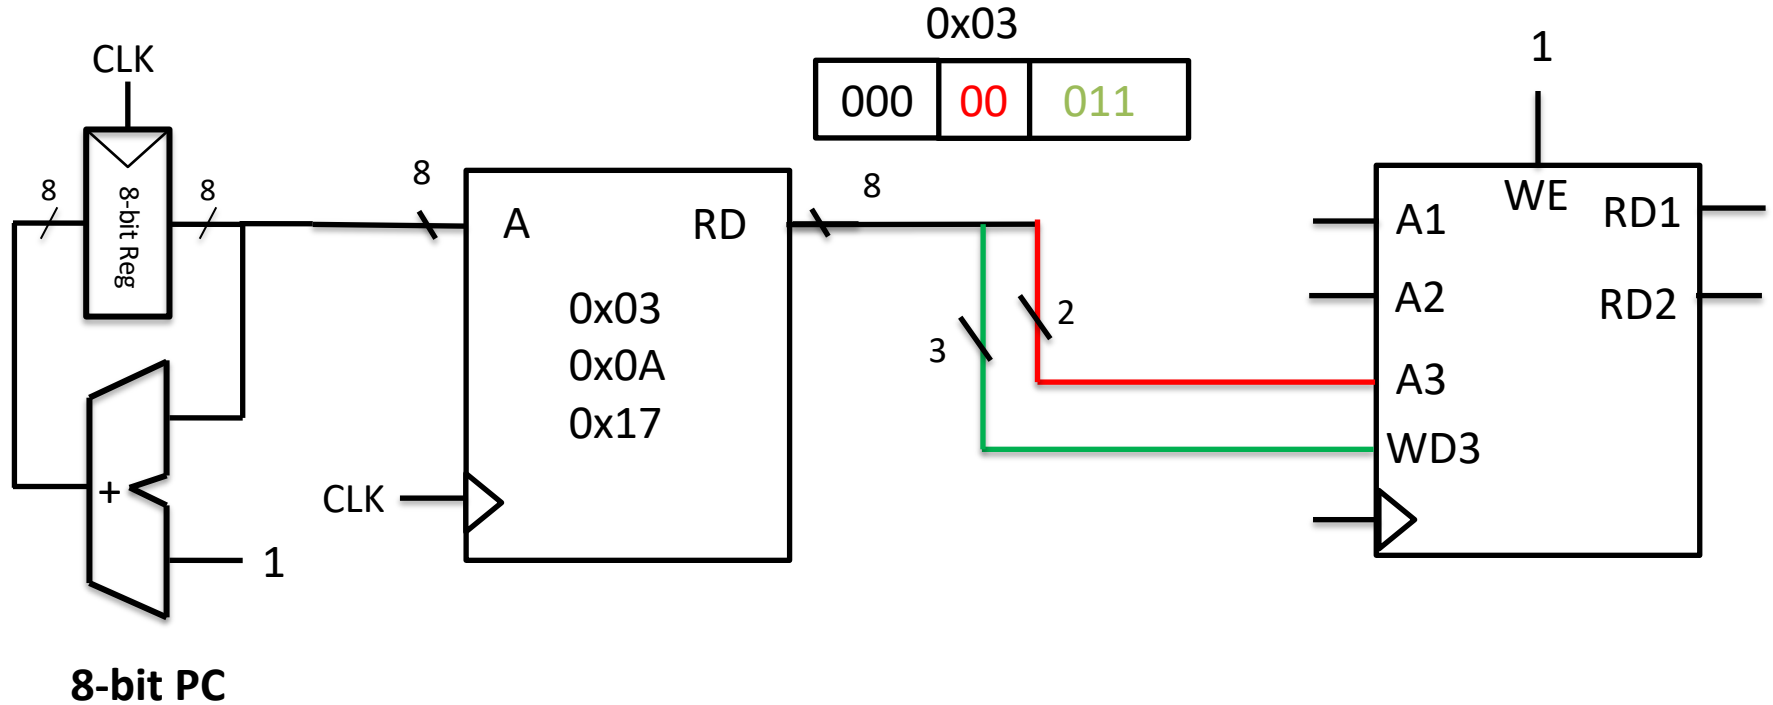 0x03
000 00 011
CLK
8
8
8-bit Reg
+
1
8-bit PC
8
A
RD
0x03
0x0A
0x17
CLK
8
3
2
1
WE
A1
RD1
A2
RD2
A3
WD3